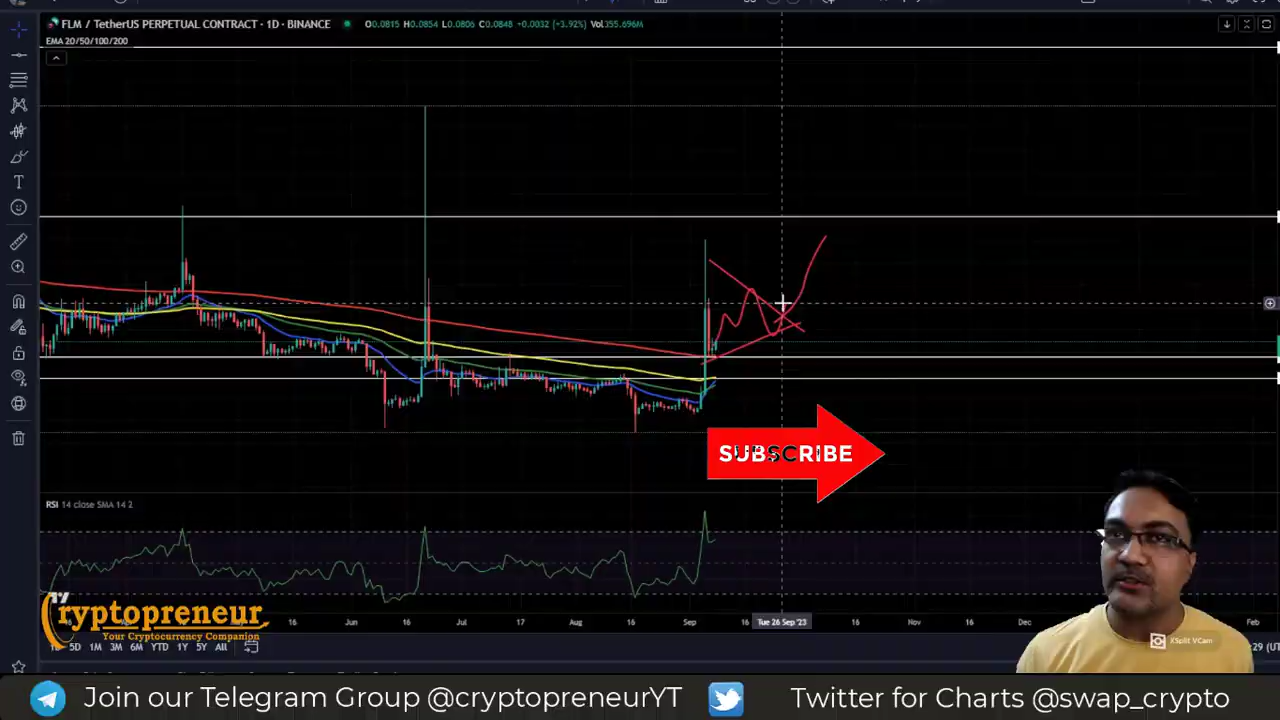 FLM / TetherUS PERPETUAL CONTRACT · 1D · BINANCE O0.0815 H0.0854 L0.0806 C0.0848 +0.0032 (+3.92%) Vol355.696M
EMA 20/50/100/200
SUBSCRIBE
RSI 14 close SMA 14 2
16 Jun 16 Jul Aug 16 Sep 16 Tue 26 Sep '23 16 Nov 16 Dec Feb
Cryptopreneur
Your Cryptocurrency Companion
5D 1M 3M 6M YTD 1Y 5Y All
XSplit VCam
Join our Telegram Group @cryptopreneurYT Twitter for Charts @swap_crypto